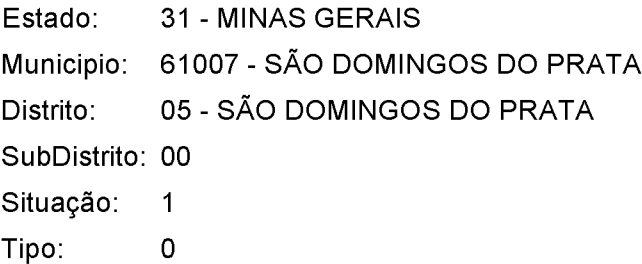 Estado: 31 - MINAS GERAIS
Municipio: 61007 - SÃO DOMINGOS DO PRATA
Distrito: 05 - SÃO DOMINGOS DO PRATA
SubDistrito: 00
Situação: 1
Tipo: 0